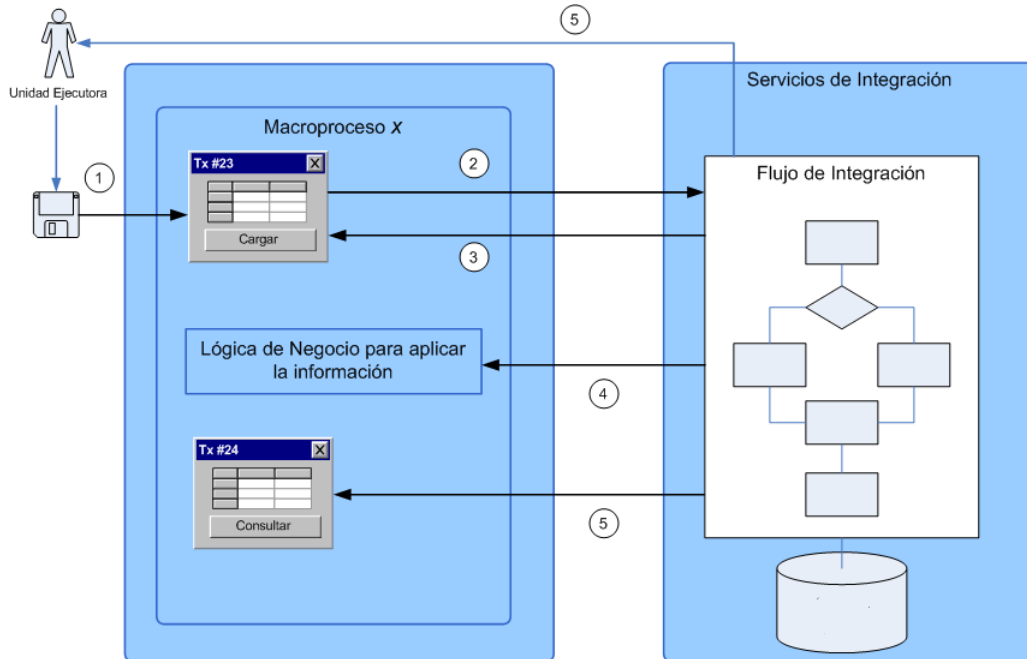 5
Unidad Ejecutora
Servicios de Integración
Macroproceso x
Tx #23
X
Cargar
1
2
3
Flujo de Integración
Lógica de Negocio para aplicar
la información
4
Tx #24
X
Consultar
5